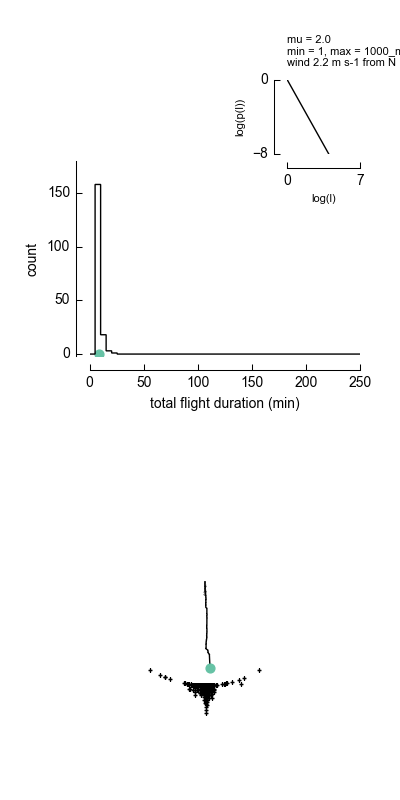 mu = 2.0
min = 1, max = 1000_m
wind 2.2 m s-1 from N
0
−8
log(p(l))
0 7
log(l)
150
100
50
0
count
0 50 100 150 200 250
total flight duration (min)